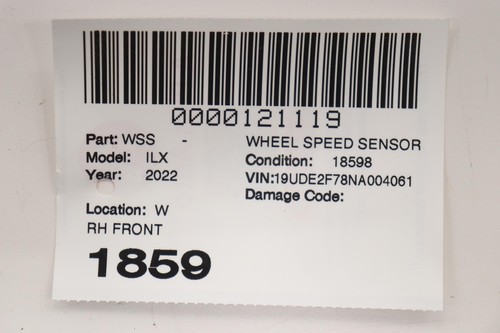 0000121119
Part: WSS - WHEEL SPEED SENSOR
Model: ILX Condition: 18598
Year: 2022 VIN:19UDE2F78NA004061
Damage Code:
Location: W
RH FRONT
1859